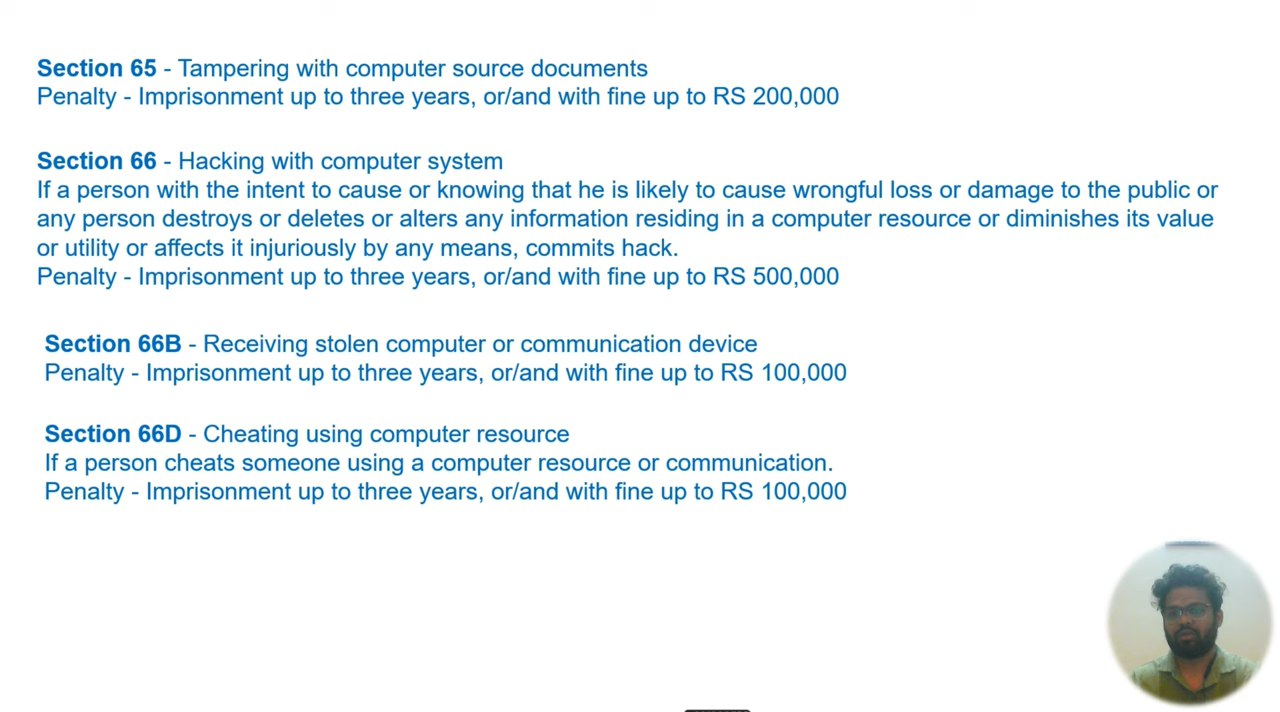 Section 65 - Tampering with computer source documents
Penalty - Imprisonment up to three years, or/and with fine up to RS 200,000
Section 66 - Hacking with computer system
If a person with the intent to cause or knowing that he is likely to cause wrongful loss or damage to the public or
any person destroys or deletes or alters any information residing in a computer resource or diminishes its value
or utility or affects it injuriously by any means, commits hack.
Penalty - Imprisonment up to three years, or/and with fine up to RS 500,000
Section 66B - Receiving stolen computer or communication device
Penalty - Imprisonment up to three years, or/and with fine up to RS 100,000
Section 66D - Cheating using computer resource
If a person cheats someone using a computer resource or communication.
Penalty - Imprisonment up to three years, or/and with fine up to RS 100,000